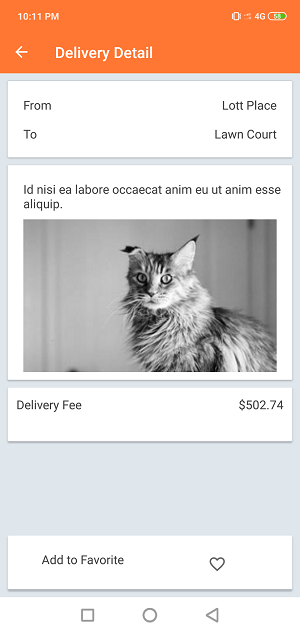 10:11 PM
4G 58
Delivery Detail
From Lott Place
To Lawn Court
Id nisi ea labore occaecat anim eu ut anim esse
aliquip.
Delivery Fee $502.74
Add to Favorite